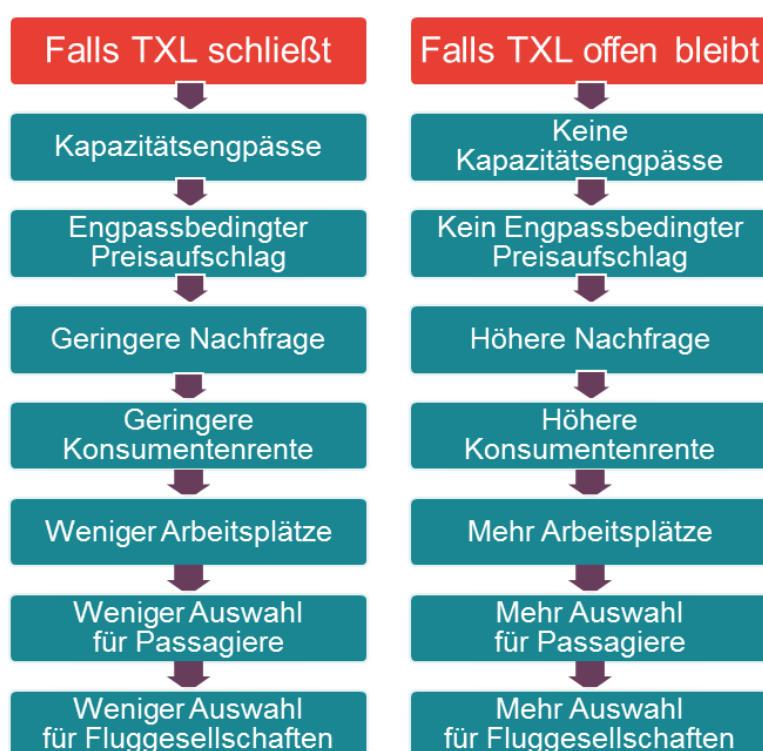 Falls TXL schließt
Kapazitätsengpässe
Engpassbedingter
Preisaufschlag
Geringere Nachfrage
Geringere
Konsumentenrente
Weniger Arbeitsplätze
Weniger Auswahl
für Passagiere
Weniger Auswahl
für Fluggesellschaften
Falls TXL offen bleibt
Keine
Kapazitätsengpässe
Kein Engpassbedingter
Preisaufschlag
Höhere Nachfrage
Höhere
Konsumentenrente
Mehr Arbeitsplätze
Mehr Auswahl
für Passagiere
Mehr Auswahl
für Fluggesellschaften